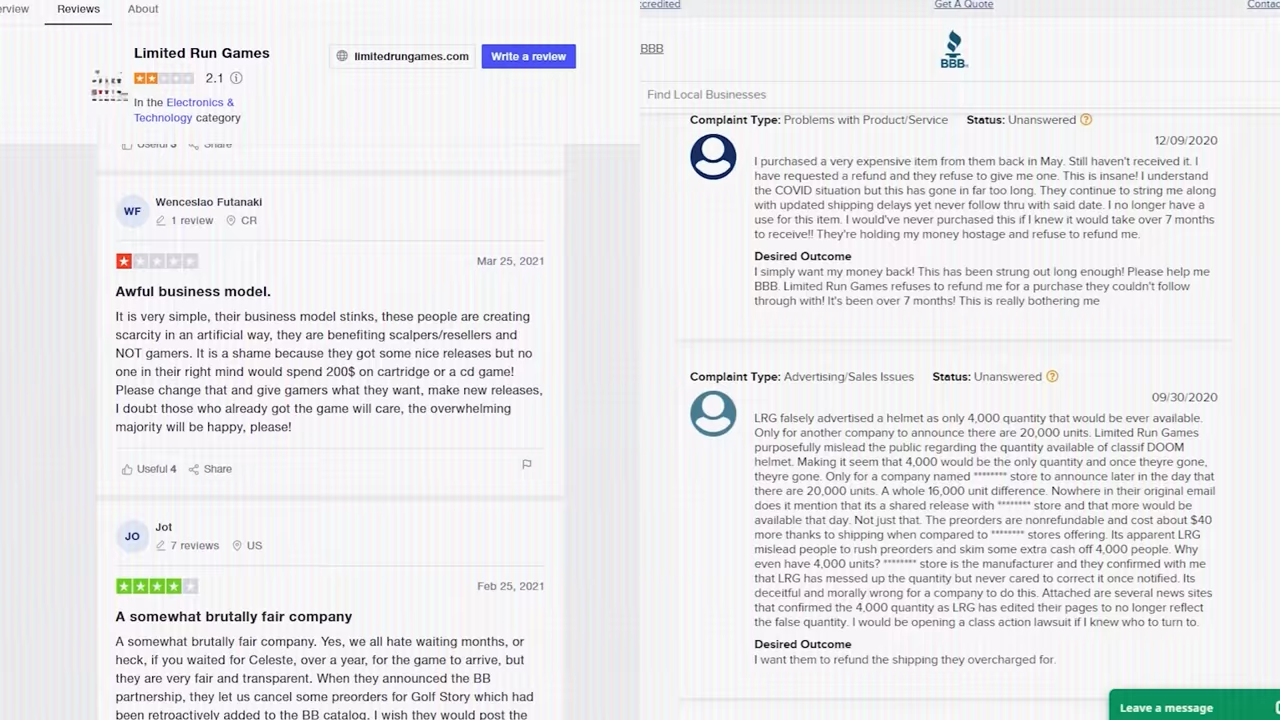 erview
Reviews
About
Limited Run Games
2.1
In the Electronics &
Technology category
limitedrungames.com
Write a review
Useful 3 Share
WF
Wenceslao Futanaki
1 review CR
Mar 25, 2021
Awful business model.
It is very simple, their business model stinks, these people are creating
scarcity in an artificial way, they are benefiting scalpers/resellers and
NOT gamers. It is a shame because they got some nice releases but no
one in their right mind would spend 200$ on cartridge or a cd game!
Please change that and give gamers what they want, make new releases,
I doubt those who already got the game will care, the overwhelming
majority will be happy, please!
Useful 4 Share
JO
Jot
7 reviews US
Feb 25, 2021
A somewhat brutally fair company
A somewhat brutally fair company. Yes, we all hate waiting months, or
heck, if you waited for Celeste, over a year, for the game to arrive, but
they are very fair and transparent. When they announced the BB
partnership, they let us cancel some preorders for Golf Story which had
been retroactively added to the BB catalog. I wish they would post the
ccredited
Get A Quote
Contac
BBB
BBB
Find Local Businesses
Complaint Type: Problems with Product/Service Status: Unanswered
12/09/2020
I purchased a very expensive item from them back in May. Still haven't received it. I
have requested a refund and they refuse to give me one. This is insane! I understand
the COVID situation but this has gone in far too long. They continue to string me along
with updated shipping delays yet never follow thru with said date. I no longer have a
use for this item. I would've never purchased this if I knew it would take over 7 months
to receive!! They're holding my money hostage and refuse to refund me.
Desired Outcome
I simply want my money back! This has been strung out long enough! Please help me
BBB. Limited Run Games refuses to refund me for a purchase they couldn't follow
through with! It's been over 7 months! This is really bothering me
Complaint Type: Advertising/Sales Issues Status: Unanswered
09/30/2020
LRG falsely advertised a helmet as only 4,000 quantity that would be ever available.
Only for another company to announce there are 20,000 units. Limited Run Games
purposefully mislead the public regarding the quantity available of classif DOOM
helmet. Making it seem that 4,000 would be the only quantity and once theyre gone,
theyre gone. Only for a company named ******** store to announce later in the day that
there are 20,000 units. A whole 16,000 unit difference. Nowhere in their original email
does it mention that its a shared release with ******** store and that more would be
available that day. Not just that. The preorders are nonrefundable and cost about $40
more thanks to shipping when compared to ******** stores offering. Its apparent LRG
mislead people to rush preorders and skim some extra cash off 4,000 people. Why
even have 4,000 units? ******** store is the manufacturer and they confirmed with me
that LRG has messed up the quantity but never cared to correct it once notified. Its
deceitful and morally wrong for a company to do this. Attached are several news sites
that confirmed the 4,000 quantity as LRG has edited their pages to no longer reflect
the false quantity. I would be opening a class action lawsuit if I knew who to turn to.
Desired Outcome
I want them to refund the shipping they overcharged for.
Leave a message